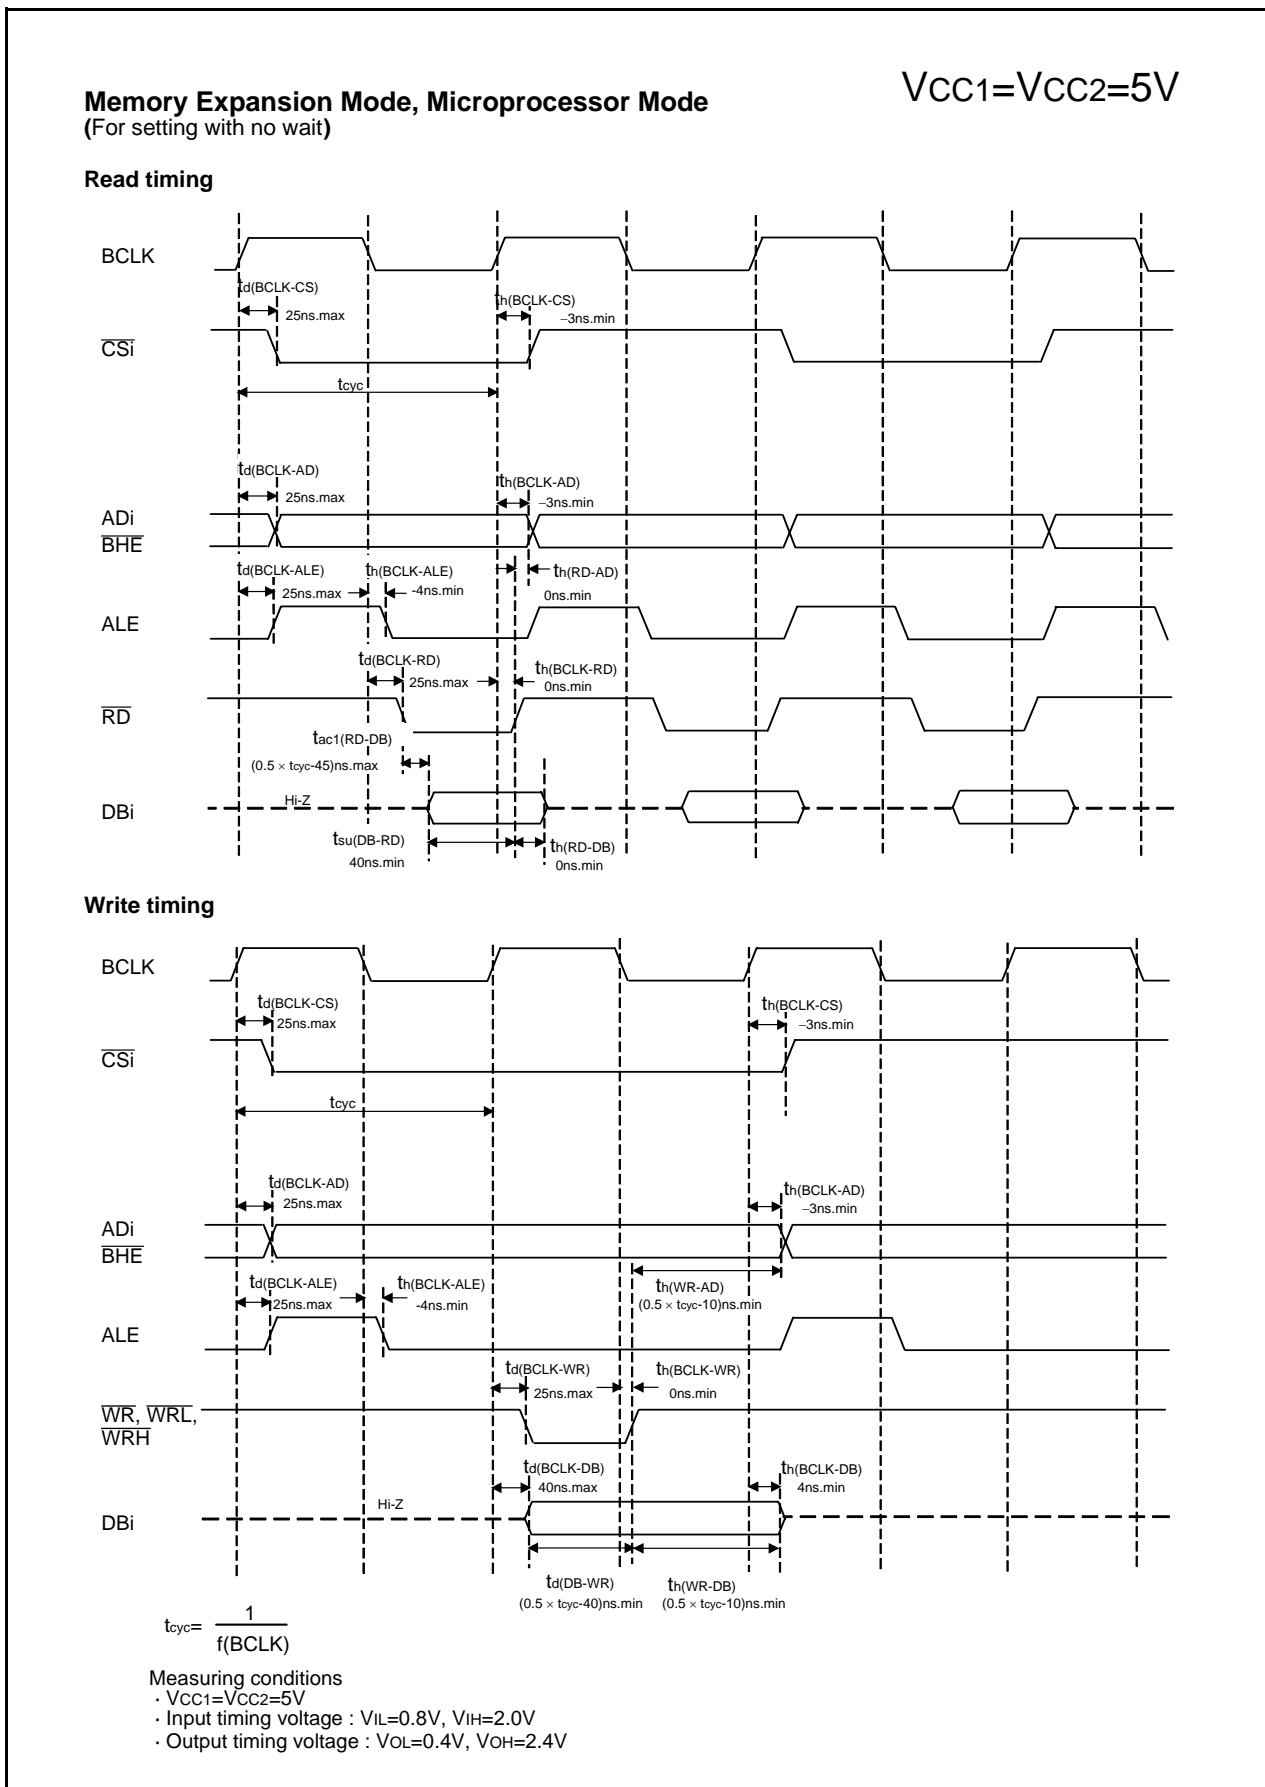 VCC1=VCC2=5V
Memory Expansion Mode, Microprocessor Mode
(For setting with no wait)
Read timing
BCLK
td(BCLK-CS)
25ns.max
th(BCLK-CS)
−3ns.min
CSi
tcyc
td(BCLK-AD)
25ns.max
th(BCLK-AD)
−3ns.min
ADi
BHE
td(BCLK-ALE)
25ns.max
th(BCLK-ALE)
-4ns.min
th(RD-AD)
0ns.min
ALE
td(BCLK-RD)
25ns.max
th(BCLK-RD)
0ns.min
RD
tac1(RD-DB)
(0.5 × tcyc-45)ns.max
Hi-Z
DBi
tsu(DB-RD)
40ns.min
th(RD-DB)
0ns.min
Write timing
BCLK
td(BCLK-CS)
25ns.max
th(BCLK-CS)
−3ns.min
CSi
tcyc
td(BCLK-AD)
25ns.max
th(BCLK-AD)
−3ns.min
ADi
BHE
td(BCLK-ALE)
25ns.max
th(BCLK-ALE)
-4ns.min
th(WR-AD)
(0.5 × tcyc-10)ns.min
ALE
td(BCLK-WR)
25ns.max
th(BCLK-WR)
0ns.min
WR, WRL,
WRH
td(BCLK-DB)
40ns.max
th(BCLK-DB)
4ns.min
Hi-Z
DBi
td(DB-WR)
(0.5 × tcyc-40)ns.min
th(WR-DB)
(0.5 × tcyc-10)ns.min
tcyc= 1
f(BCLK)
Measuring conditions
· VCC1=VCC2=5V
· Input timing voltage : VIL=0.8V, VIH=2.0V
· Output timing voltage : VOL=0.4V, VOH=2.4V